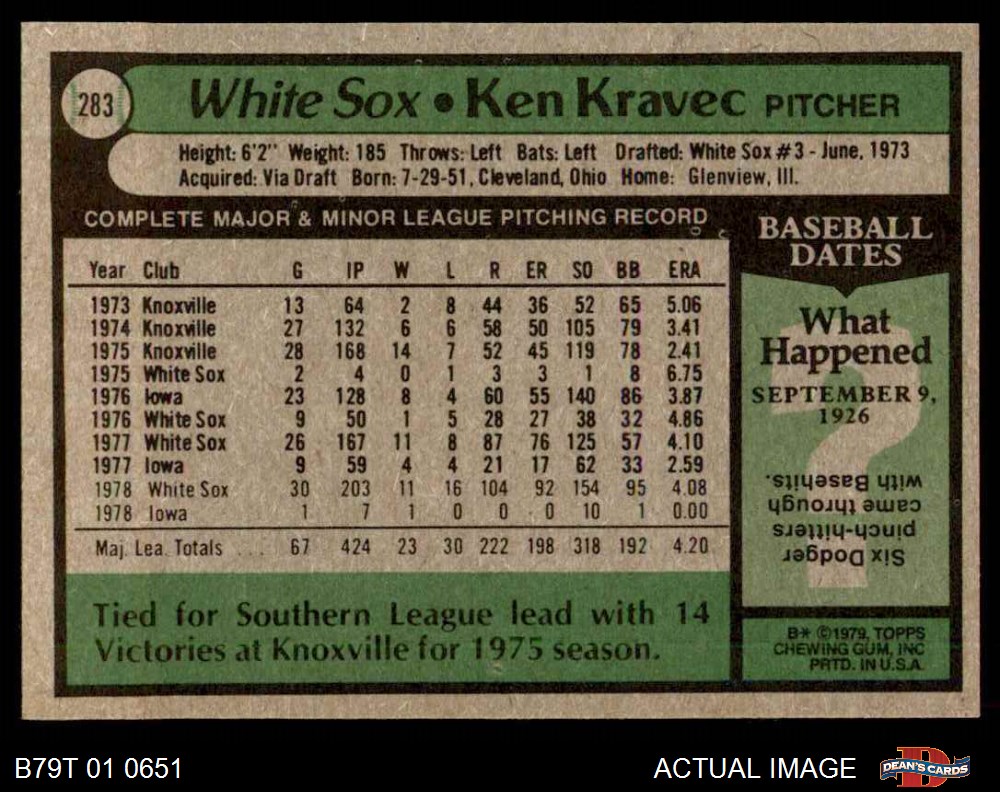 283
White Sox • Ken Kravec PITCHER
Height: 6'2" Weight: 185 Throws: Left Bats: Left Drafted: White Sox #3 - June, 1973
Acquired: Via Draft Born: 7-29-51, Cleveland, Ohio Home: Glenview, Ill.
COMPLETE MAJOR & MINOR LEAGUE PITCHING RECORD
Year Club G IP W L R ER SO BB ERA
1973 Knoxville 13 64 2 8 44 36 52 65 5.06
1974 Knoxville 27 132 6 6 58 50 105 79 3.41
1975 Knoxville 28 168 14 7 52 45 119 78 2.41
1975 White Sox 2 4 0 1 3 3 1 8 6.75
1976 Iowa 23 128 8 4 60 55 140 86 3.87
1976 White Sox 9 50 1 5 28 27 38 32 4.86
1977 White Sox 26 167 11 8 87 76 125 57 4.10
1977 Iowa 9 59 4 4 21 17 62 33 2.59
1978 White Sox 30 203 11 16 104 92 154 95 4.08
1978 Iowa 1 7 1 0 0 0 10 1 0.00
Maj. Lea. Totals ... 67 424 23 30 222 198 318 192 4.20
Tied for Southern League lead with 14
Victories at Knoxville for 1975 season.
BASEBALL
DATES
What
Happened
SEPTEMBER 9,
1926
?
Six Dodger
pinch-hitters
came through
with Basehits.
B* ©1979, TOPPS
CHEWING GUM, INC
PRTD. IN U.S.A.
B79T 01 0651
ACTUAL IMAGE
D
DEAN'S CARDS